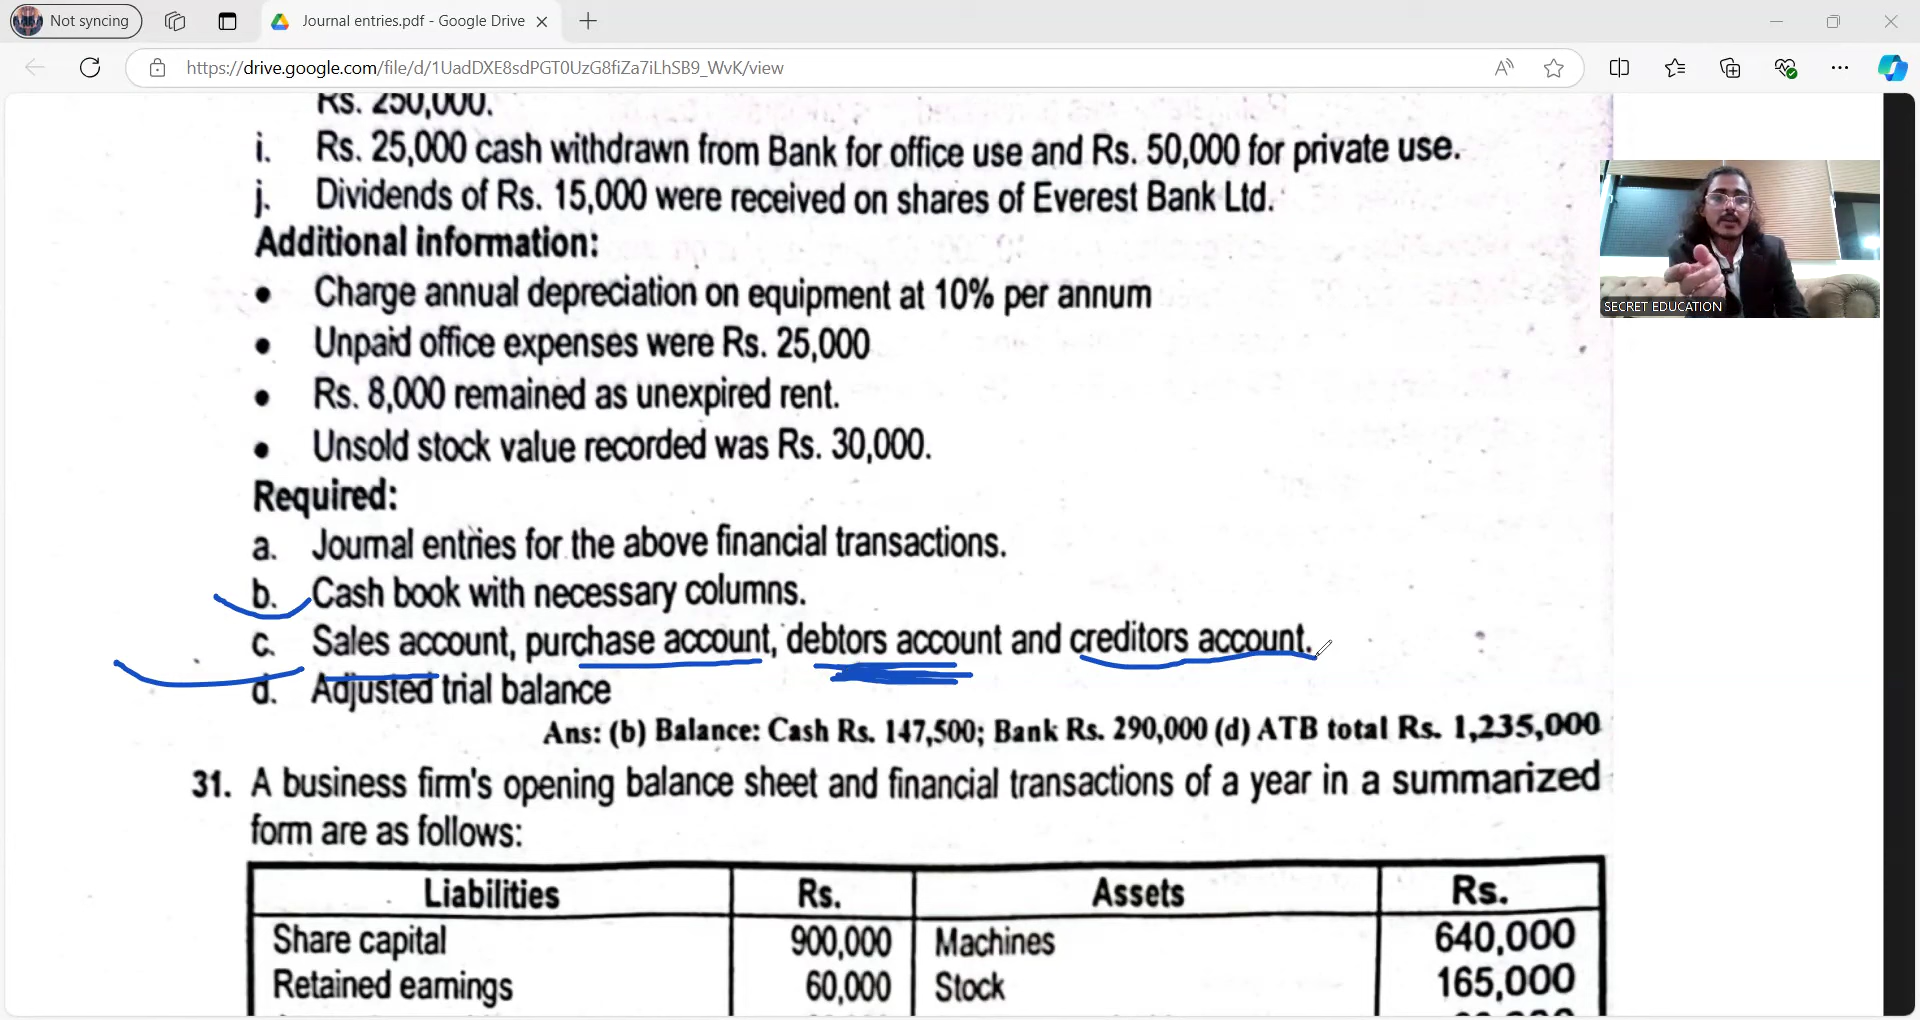 Not syncing
Journal entries.pdf - Google Drive
https://drive.google.com/file/d/1UadDXE8sdPGT0UzG8fiZa7iLhSB9_WvK/view
Rs. 250,000.
i. Rs. 25,000 cash withdrawn from Bank for office use and Rs. 50,000 for private use.
j. Dividends of Rs. 15,000 were received on shares of Everest Bank Ltd.
SECRET EDUCATION
Additional information:
• Charge annual depreciation on equipment at 10% per annum
• Unpaid office expenses were Rs. 25,000
• Rs. 8,000 remained as unexpired rent.
• Unsold stock value recorded was Rs. 30,000.
Required:
a. Journal entries for the above financial transactions.
b. Cash book with necessary columns.
c. Sales account, purchase account, debtors account and creditors account.
d. Adjusted trial balance
Ans: (b) Balance: Cash Rs. 147,500; Bank Rs. 290,000 (d) ATB total Rs. 1,235,000
31. A business firm's opening balance sheet and financial transactions of a year in a summarized
form are as follows:
Liabilities Rs. Assets Rs.
Share capital 900,000 Machines 640,000
Retained earnings 60,000 Stock 165,000